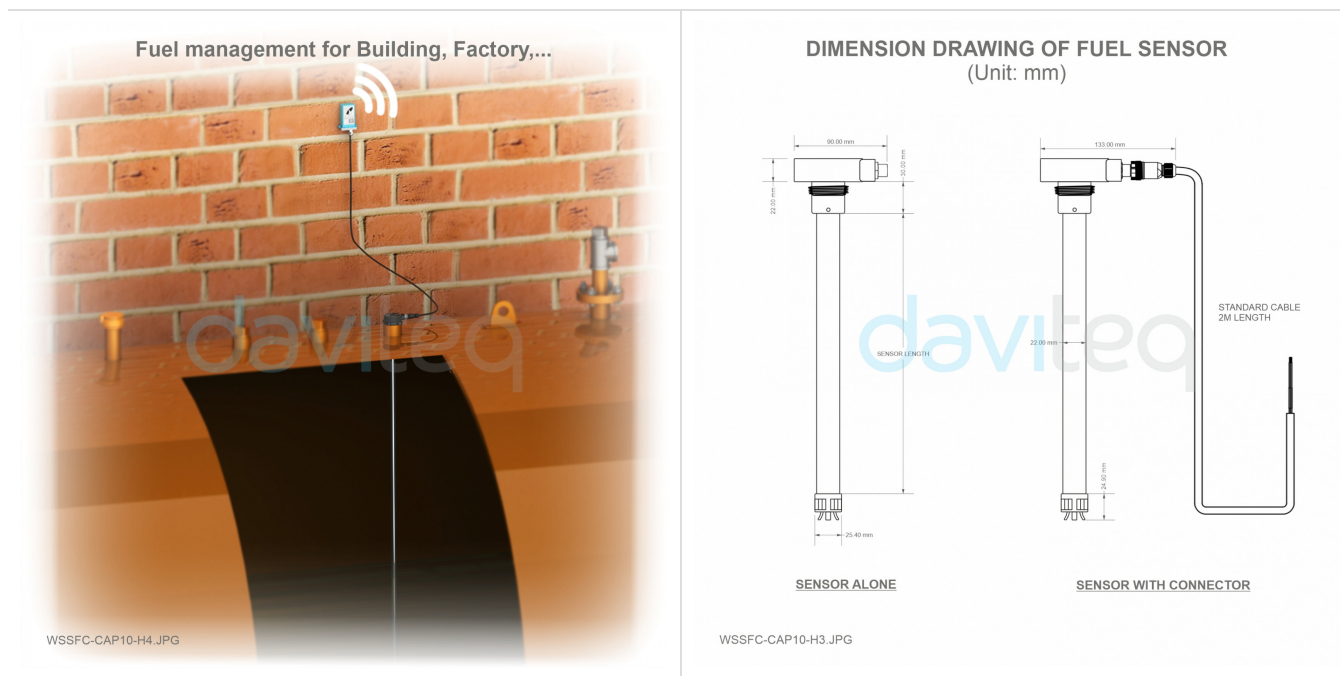 Fuel management for Building, Factory,...
daviteq
WSSFC-CAP10-H4.JPG
DIMENSION DRAWING OF FUEL SENSOR
(Unit: mm)
90.00 mm
133.00 mm
22.00 mm
30.00 mm
SENSOR LENGTH
22.00 mm
STANDARD CABLE
2M LENGTH
daviteq
24.90 mm
25.40 mm
SENSOR ALONE
SENSOR WITH CONNECTOR
WSSFC-CAP10-H3.JPG